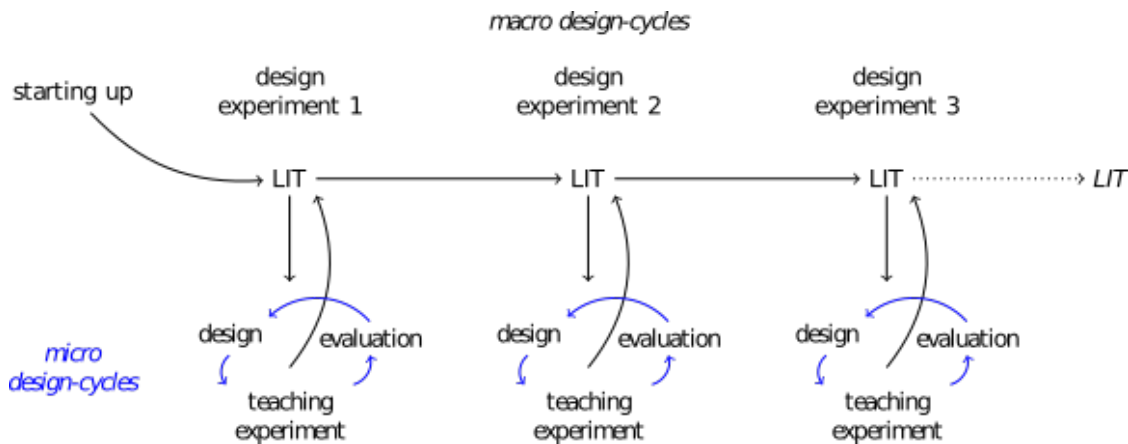 macro design-cycles
starting up
design
experiment 1
design
experiment 2
design
experiment 3
LIT
LIT
LIT
LIT
design
evaluation
teaching
experiment
design
evaluation
teaching
experiment
design
evaluation
teaching
experiment
micro
design-cycles